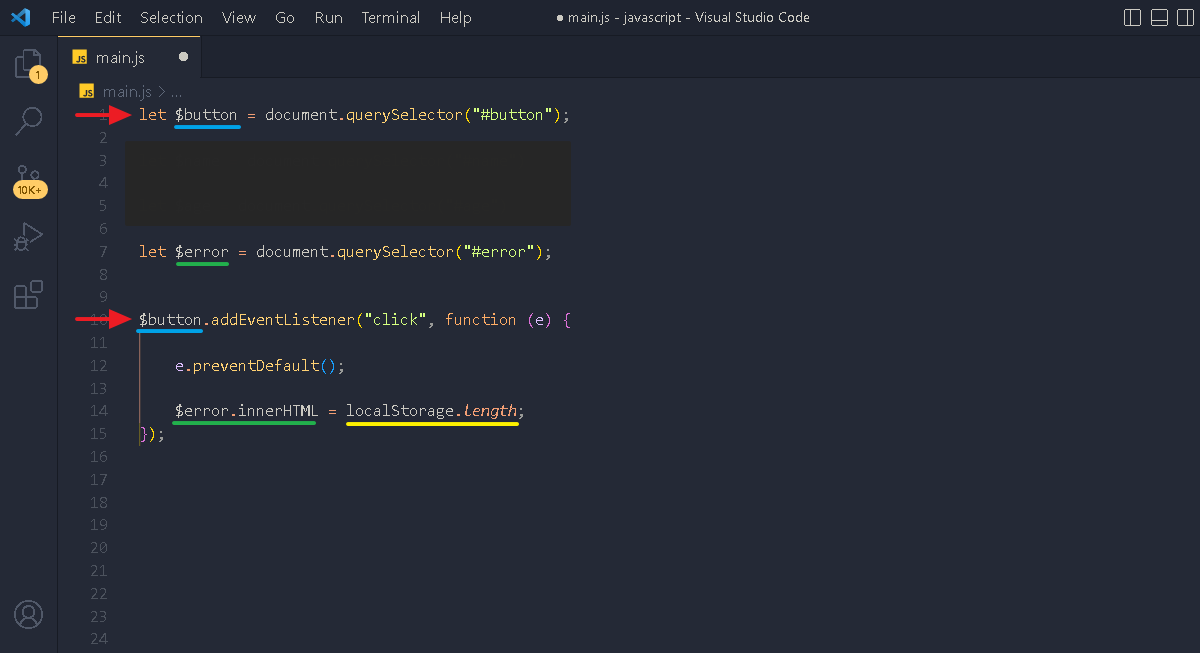 File Edit Selection View Go Run Terminal Help ● main.js - javascript - Visual Studio Code
JS main.js ●
1
JS main.js > ...
1 let $button = document.querySelector("#button");
2
3
4
10K+
5
6
7 let $error = document.querySelector("#error");
8
9
10 $button.addEventListener("click", function (e) {
11
12 e.preventDefault();
13
14 $error.innerHTML = localStorage.length;
15 });
16
17
18
19
20
21
22
23
24